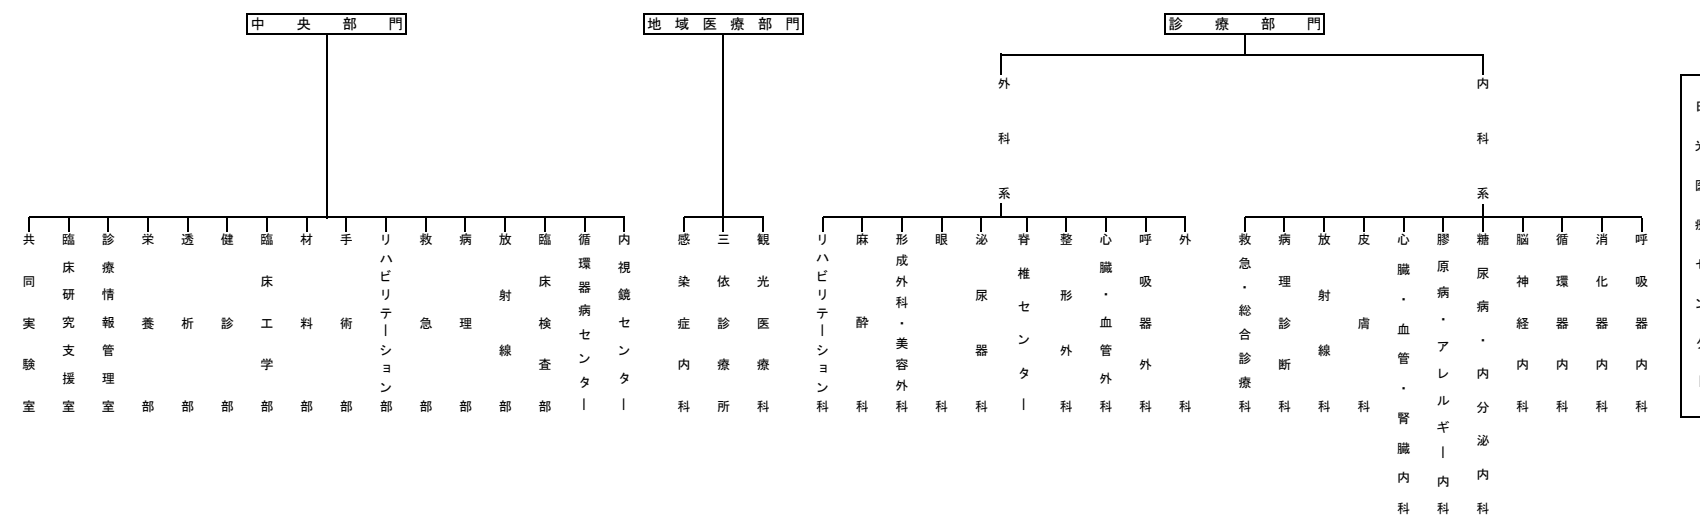 中央部門
地域医療部門
診療部門
外科系
内科系
共同実験室
臨床研究支援室
診療情報管理室
栄養部
透析部
健診部
臨床工学部
材料部
手術部
リハビリテーション部
救急部
病理部
放射線部
臨床検査部
循環器病センター
内視鏡センター
感染症内科
三依診療所
観光医療科
リハビリテーション科
麻酔科
形成外科・美容外科
眼科
泌尿器科
脊椎センター
整形外科
心臓・血管外科
呼吸器外科
外科
救急・総合診療科
病理診断科
放射線科
皮膚科
心臓・血管・腎臓内科
膠原病・アレルギー内科
糖尿病・内分泌内科
脳神経内科
循環器内科
消化器内科
呼吸器内科